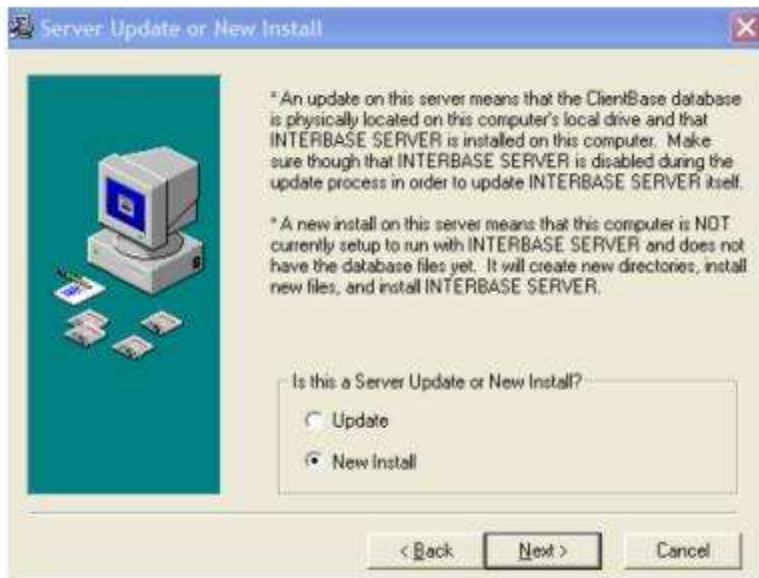 Server Update or New Install
* An update on this server means that the ClientBase database
is physically located on this computer's local drive and that
INTERBASE SERVER is installed on this computer. Make
sure though that INTERBASE SERVER is disabled during the
update process in order to update INTERBASE SERVER itself.
* A new install on this server means that this computer is NOT
currently setup to run with INTERBASE SERVER and does not
have the database files yet. It will create new directories, install
new files, and install INTERBASE SERVER.
Is this a Server Update or New Install?
Update
New Install
< Back
Next >
Cancel